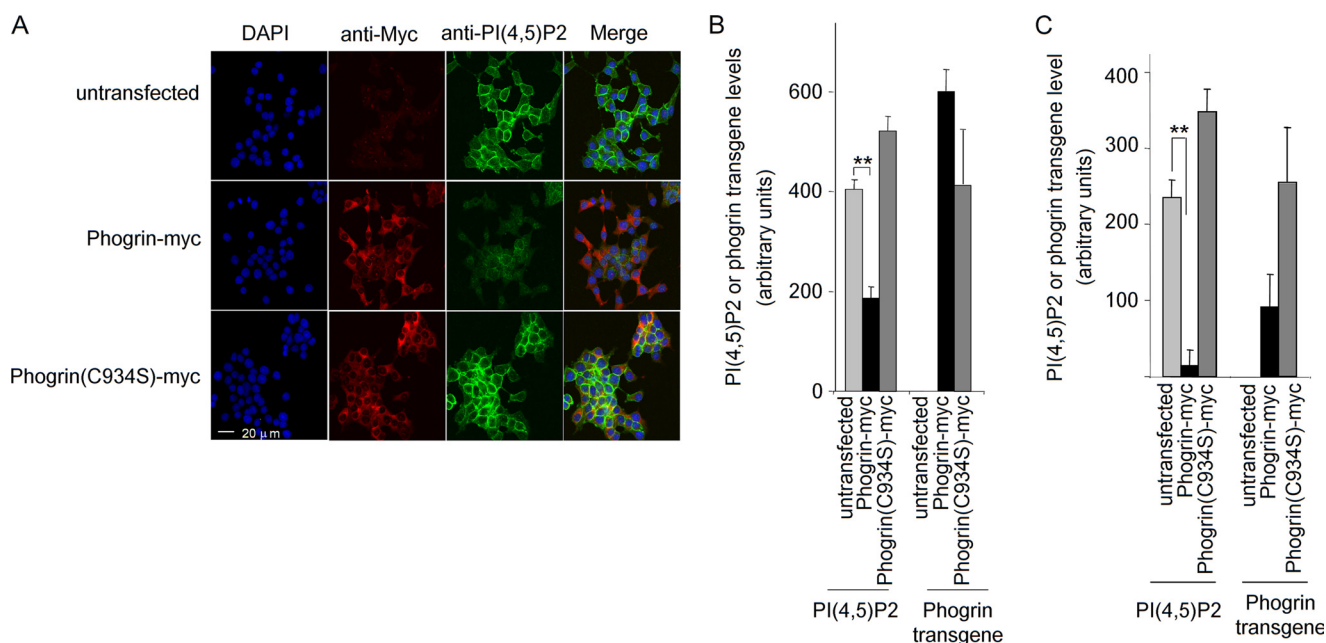 A
DAPI
anti-Myc
anti-PI(4,5)P2
Merge
untransfected
Phogrin-myc
Phogrin(C934S)-myc
20 μm
B
PI(4,5)P2 or phogrin transgene levels
(arbitrary units)
600
400
200
0
**
untransfected
Phogrin-myc
Phogrin(C934S)-myc
untransfected
Phogrin-myc
Phogrin(C934S)-myc
PI(4,5)P2
Phogrin
transgene
C
PI(4,5)P2 or phogrin transgene levels
(arbitrary units)
400
300
200
100
**
untransfected
Phogrin-myc
Phogrin(C934S)-myc
untransfected
Phogrin-myc
Phogrin(C934S)-myc
PI(4,5)P2
Phogrin
transgene